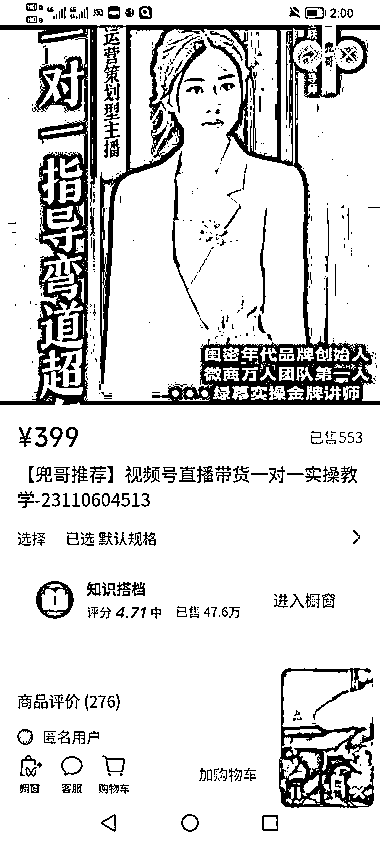 2:00
一对一指导弯道超
运营策划型主播
闺密年代品牌创始人
微商万人团队第一人
绿幕实操金牌讲师
¥399
已售553
【兜哥推荐】视频号直播带货一对一实操教
学-23110604513
选择 已选 默认规格
知识搭档
评分 4.71 中 已售 47.6万
进入橱窗
商品评价 (276)
匿名用户
橱窗 客服 购物车
加购物车